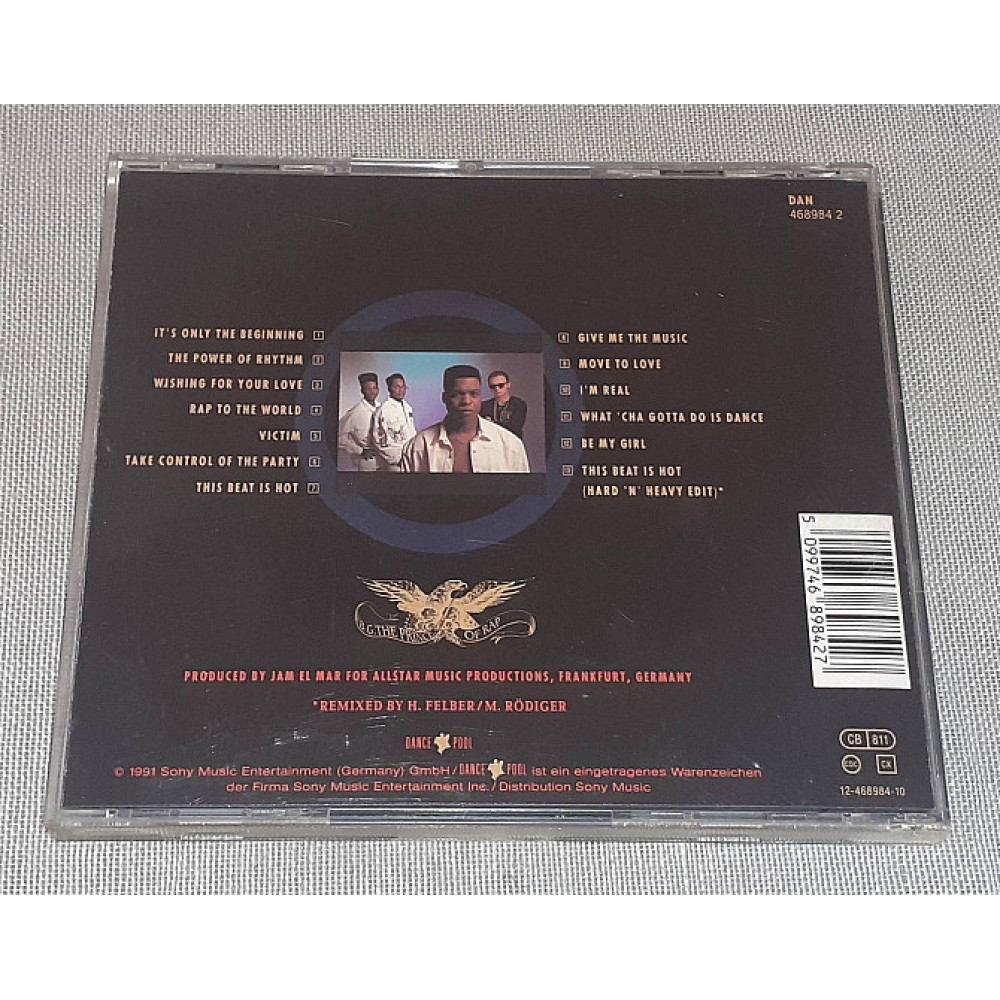 DAN
468984 2
IT'S ONLY THE BEGINNING 1
THE POWER OF RHYTHM 2
WISHING FOR YOUR LOVE 3
RAP TO THE WORLD 4
VICTIM 5
TAKE CONTROL OF THE PARTY 6
THIS BEAT IS HOT 7
8 GIVE ME THE MUSIC
9 MOVE TO LOVE
10 I'M REAL
11 WHAT 'CHA GOTTA DO IS DANCE
12 BE MY GIRL
13 THIS BEAT IS HOT
(HARD 'N' HEAVY EDIT)*
B.G. THE PRINCE OF RAP
5 099746 898427
PRODUCED BY JAM EL MAR FOR ALLSTAR MUSIC PRODUCTIONS, FRANKFURT, GERMANY
*REMIXED BY H. FELBER/M. RÖDIGER
DANCE POOL
© 1991 Sony Music Entertainment (Germany) GmbH/DANCE POOL ist ein eingetragenes Warenzeichen
der Firma Sony Music Entertainment Inc./Distribution Sony Music
CB 811
CDC CX
12-468984-10